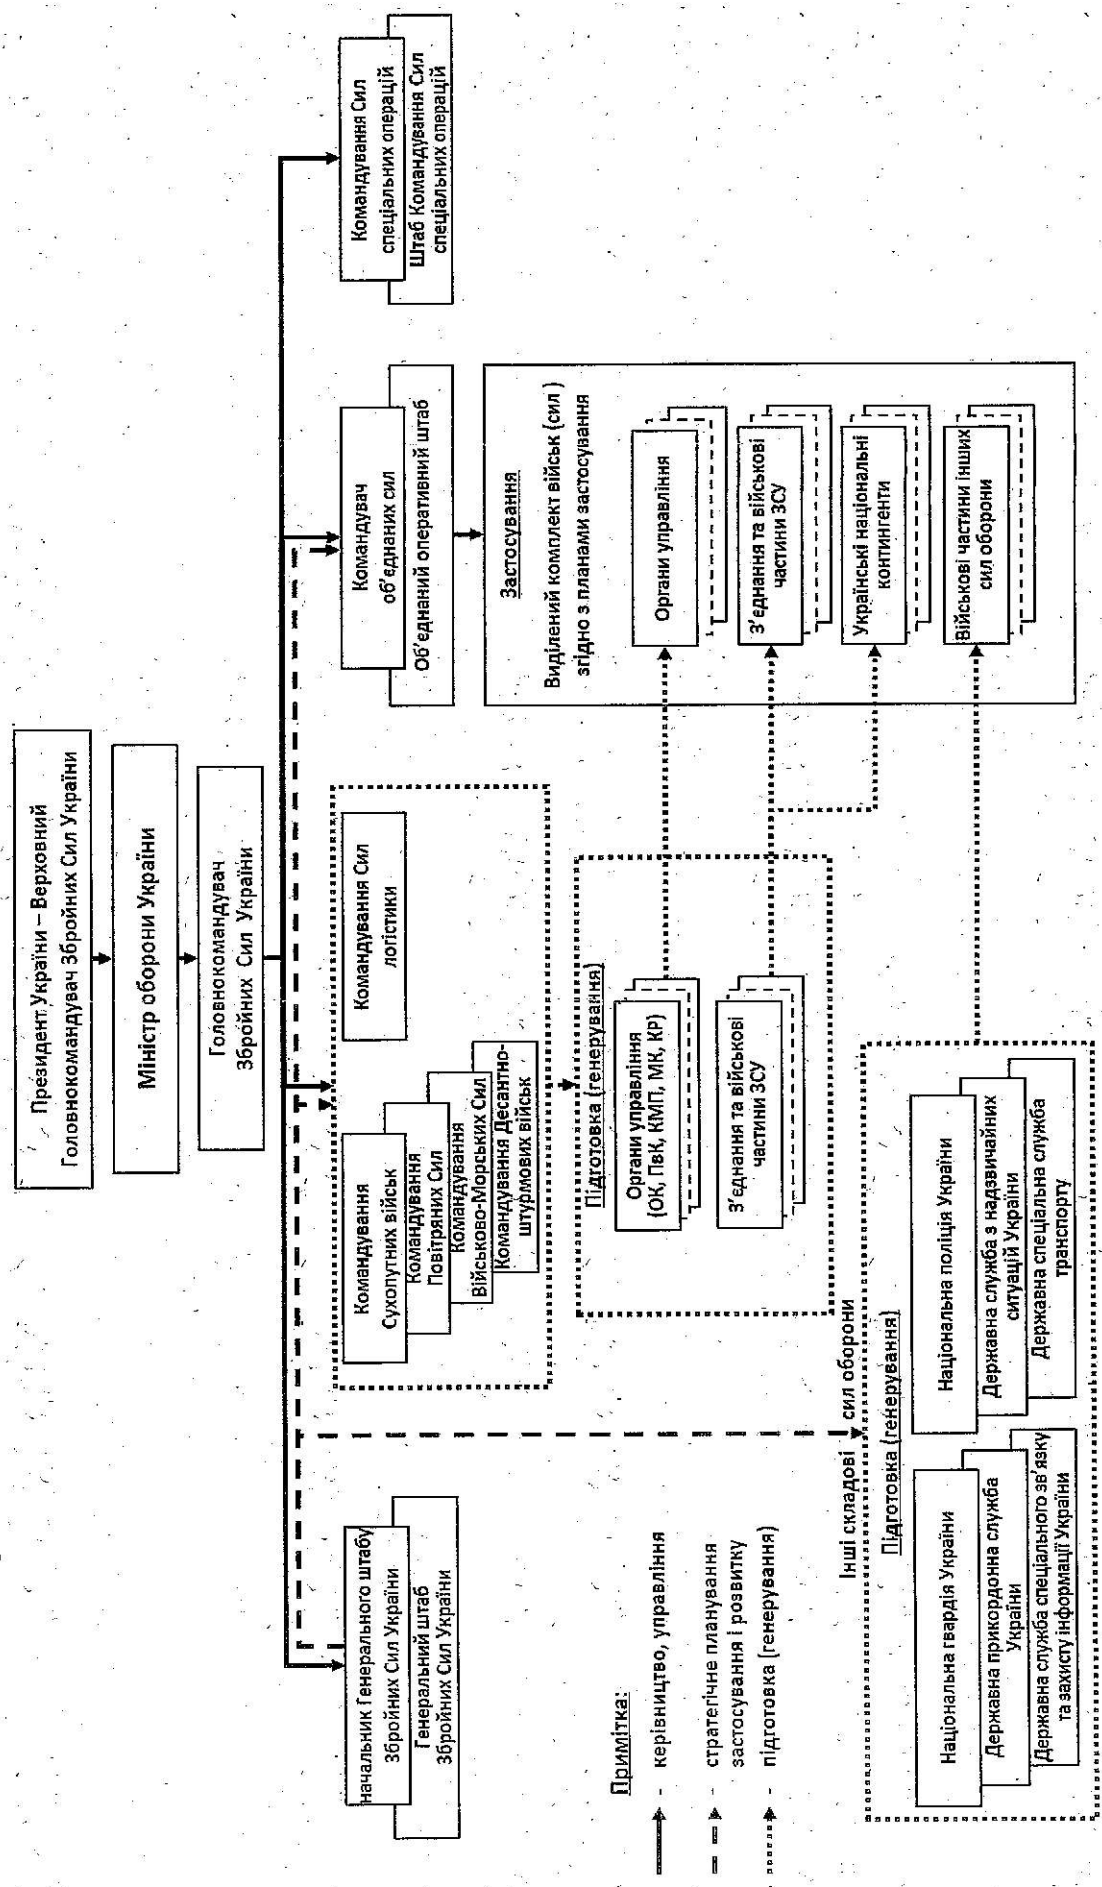 Президент України – Верховний
Головнокомандувач Збройних Сил України
Міністр оборони України
Головнокомандувач
Збройних Сил України
начальник Генерального штабу
Збройних Сил України
Генеральний штаб
Збройних Сил України
Командування
Сухопутних військ
Командування
Повітряних Сил
Командування
Військово-Морських Сил
Командування Десантно-
штурмових військ
Командування Сил
логістики
Командувач
об’єднаних сил
Об’єднаний оперативний штаб
Командування Сил
спеціальних операцій
Штаб Командування Сил
спеціальних операцій
Підготовка (генерування)
Органи управління
(ОК, ПвК, КМП, МК, КР)
З’єднання та військові
частини ЗСУ
Застосування
Виділений комплект військ (сил )
згідно з планами застосування
Органи управління
З’єднання та військові
частини ЗСУ
Українські національні
контингенти
Військові частини інших
сил оборони
Примітка:
- керівництво, управління
- стратегічне планування
застосування і розвитку
- підготовка (генерування)
Інші складові сил оборони
Підготовка (генерування)
Національна гвардія України
Державна прикордонна служба
України
Державна служба спеціального зв’язку
та захисту інформації України
Національна поліція України
Державна служба з надзвичайних
ситуацій України
Державна спеціальна служба
транспорту